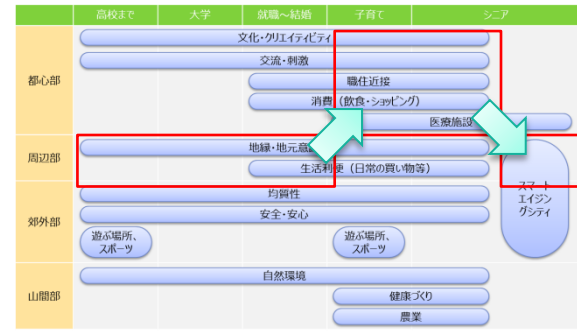 高校まで 大学 就職～結婚 子育て シニア
都心部
文化・クリエイティビティ
交流・刺激
職住近接
消費（飲食・ショッピング）
医療施設
周辺部
地縁・地元意
生活利便（日常の買い物等）
スマート
エイジン
グシティ
郊外部
均質性
安全・安心
遊ぶ場所、
スポーツ
遊ぶ場所、
スポーツ
山間部
自然環境
健康づくり
農業